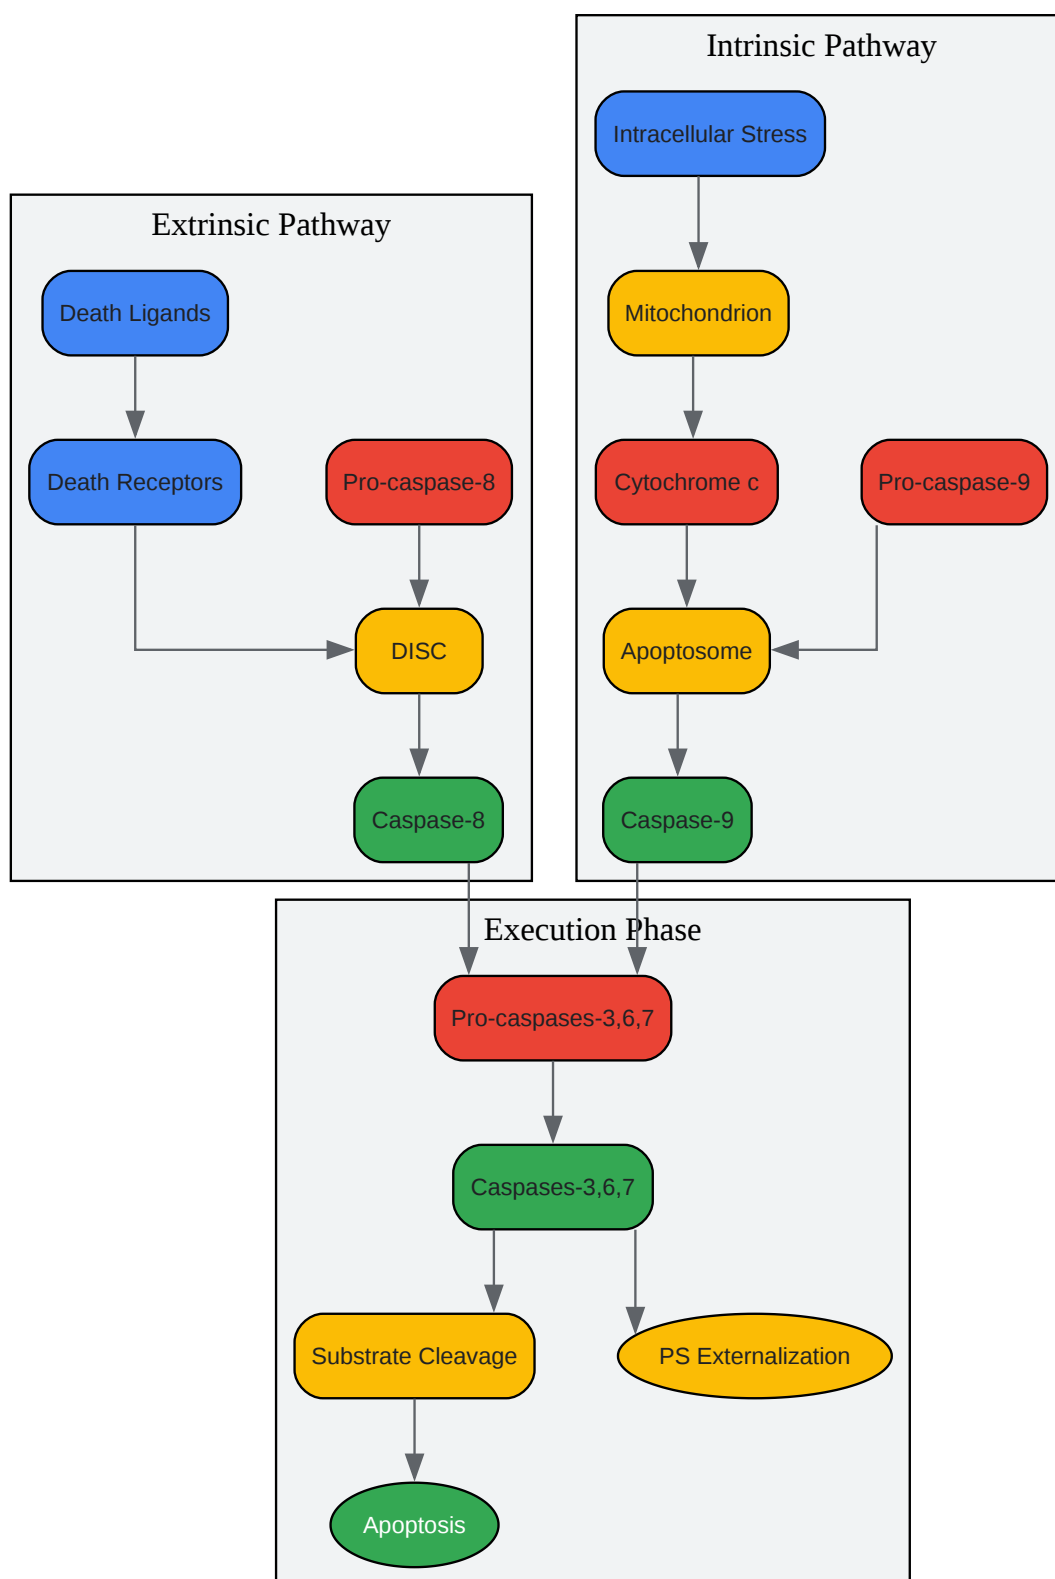 Intrinsic Pathway
Intracellular Stress
Extrinsic Pathway
Death Ligands
Mitochondrion
Death Receptors
Pro-caspase-8
Cytochrome c
Pro-caspase-9
DISC
Apoptosome
Caspase-8
Caspase-9
Execution Phase
Pro-caspases-3,6,7
Caspases-3,6,7
Substrate Cleavage
PS Externalization
Apoptosis